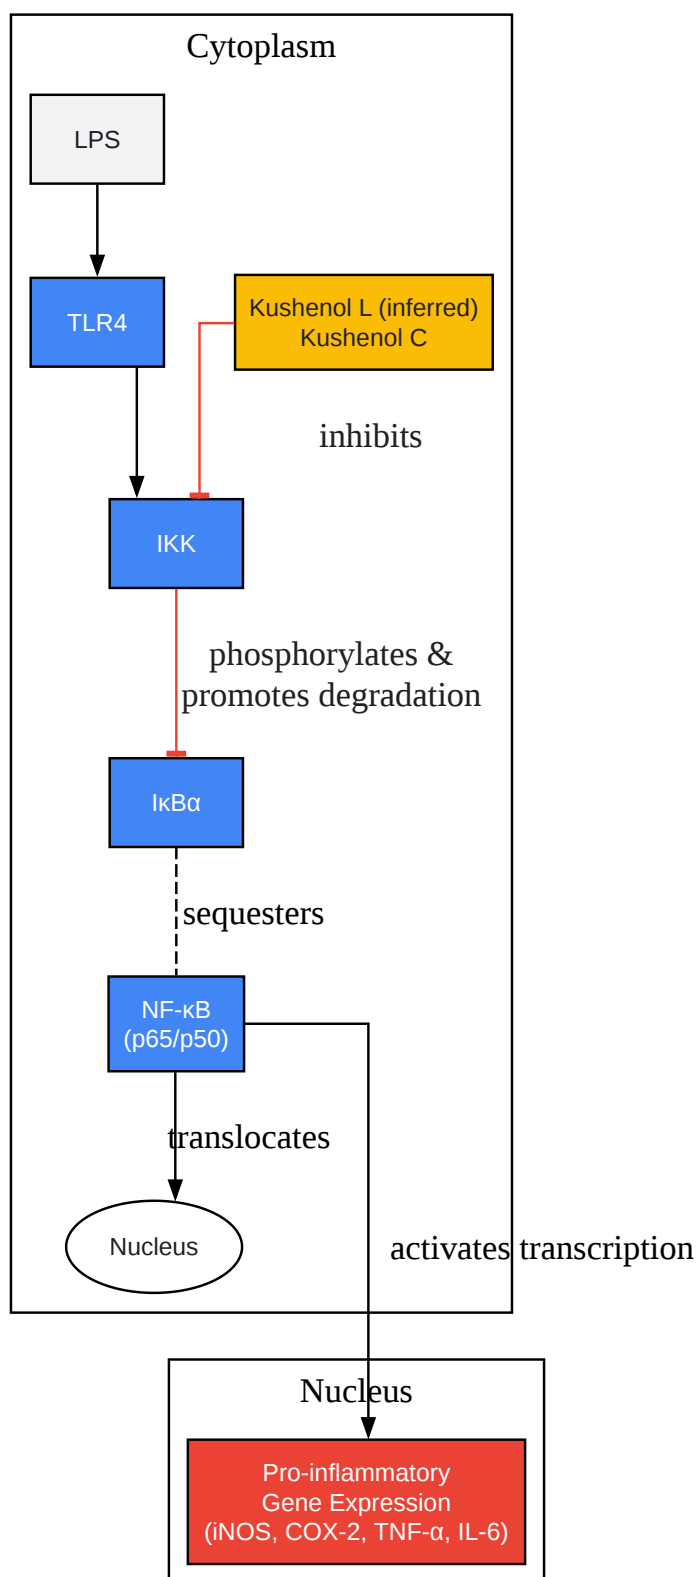 Cytoplasm
LPS
TLR4
Kushenol L (inferred)
Kushenol C
inhibits
IKK
phosphorylates &
promotes degradation
IκBα
sequesters
NF-κB
(p65/p50)
translocates
Nucleus
activates transcription
Nucleus
Pro-inflammatory
Gene Expression
(iNOS, COX-2, TNF-α, IL-6)